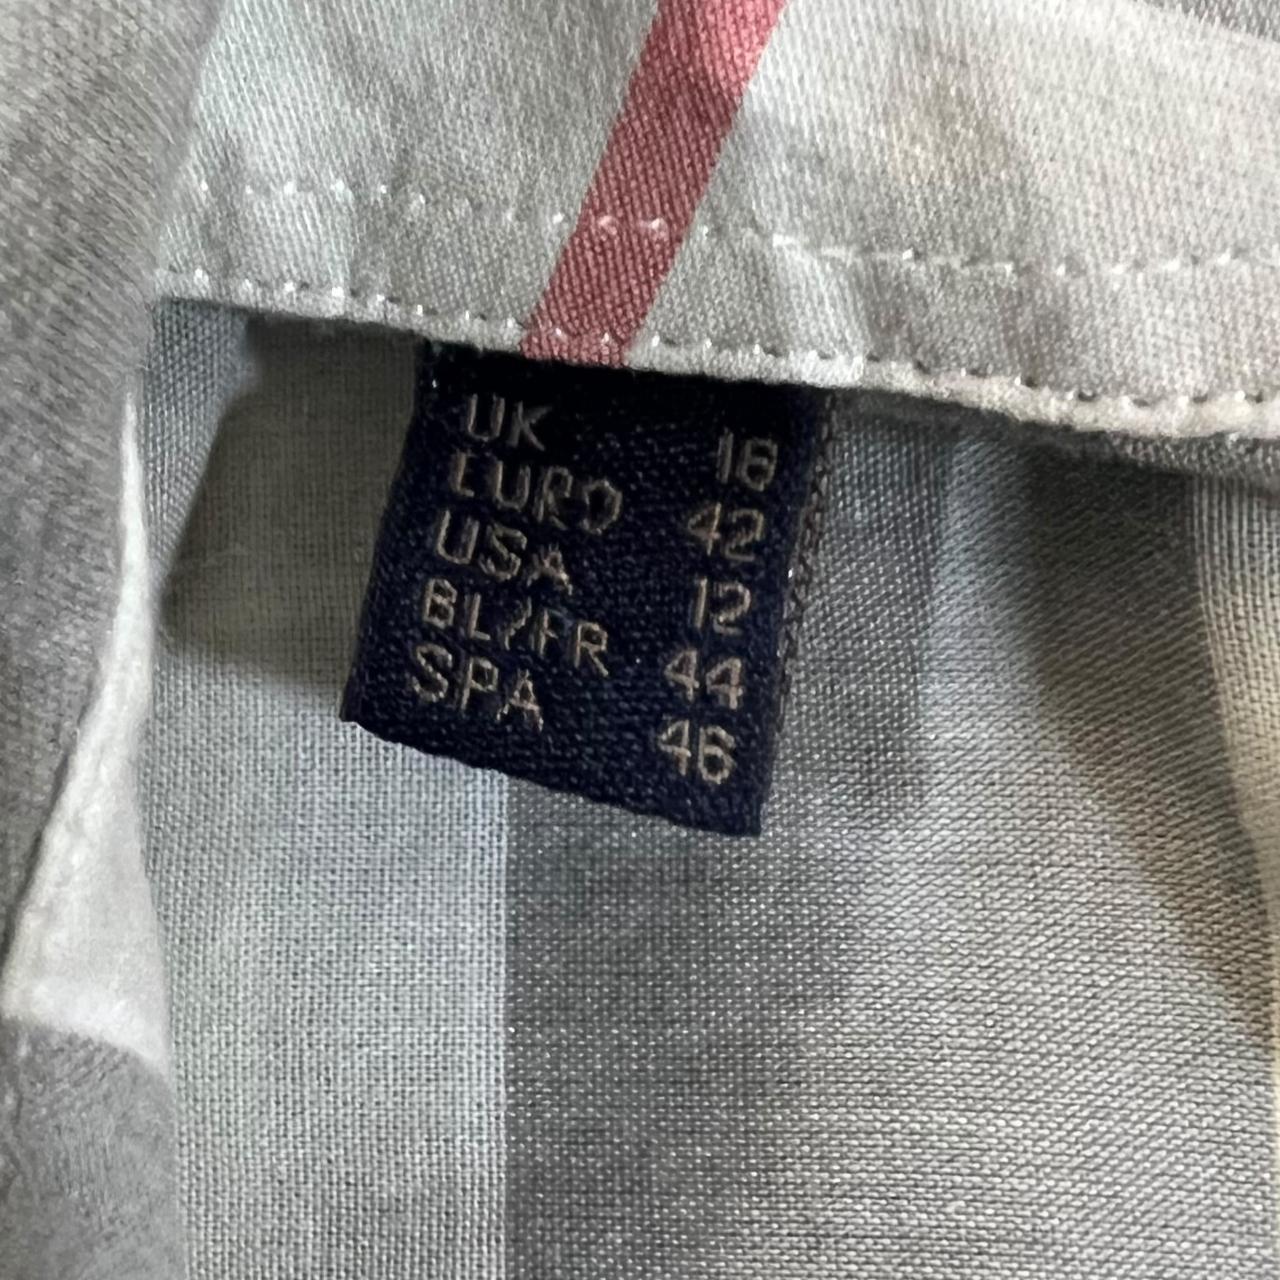 UK 16
EURO 42
USA 12
BL/FR 44
SPA 46